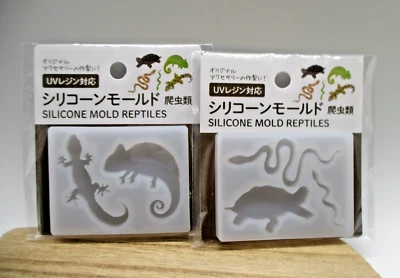 オリジナル
アクセサリーの作製に!
UVレジン対応
シリコーンモールド 爬虫類
SILICONE MOLD REPTILES
オリジナル
アクセサリーの作製に!
UVレジン対応
シリコーンモールド 爬虫類
SILICONE MOLD REPTILES